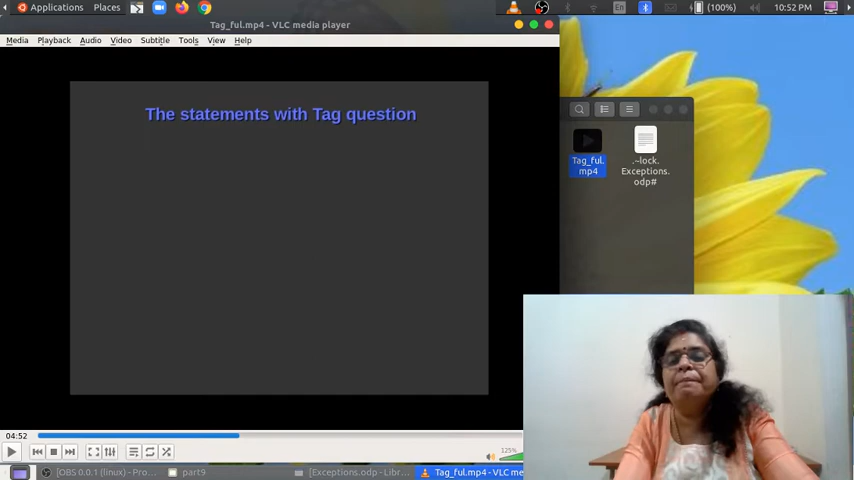 Applications Places En (100%) 10:52 PM
Tag_ful.mp4 - VLC media player
Media Playback Audio Video Subtitle Tools View Help
The statements with Tag question
Tag_ful.
mp4
.~lock.
Exceptions.
odp#
04:52
125%
[OBS 0.0.1 (linux) - Pro... part9 [Exceptions.odp - Libr... Tag_ful.mp4 - VLC me...